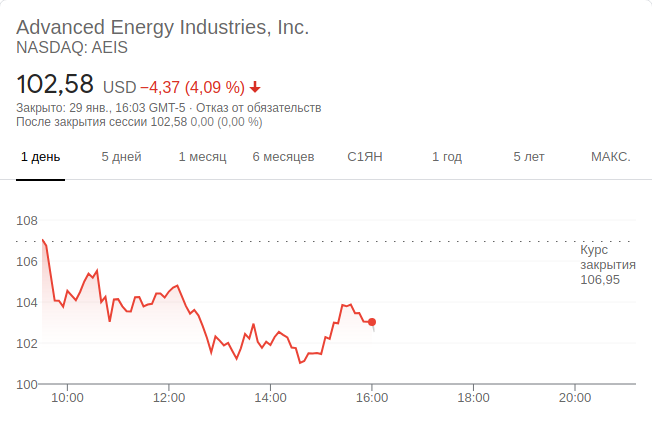 Advanced Energy Industries, Inc.
NASDAQ: AEIS
102,58 USD −4,37 (4,09 %)
Закрыто: 29 янв., 16:03 GMT-5 · Отказ от обязательств
После закрытия сессии 102,58 0,00 (0,00 %)
1 день 5 дней 1 месяц 6 месяцев С1ЯН 1 год 5 лет МАКС.
108
Курс
закрытия
106,95
106
104
102
100
10:00 12:00 14:00 16:00 18:00 20:00